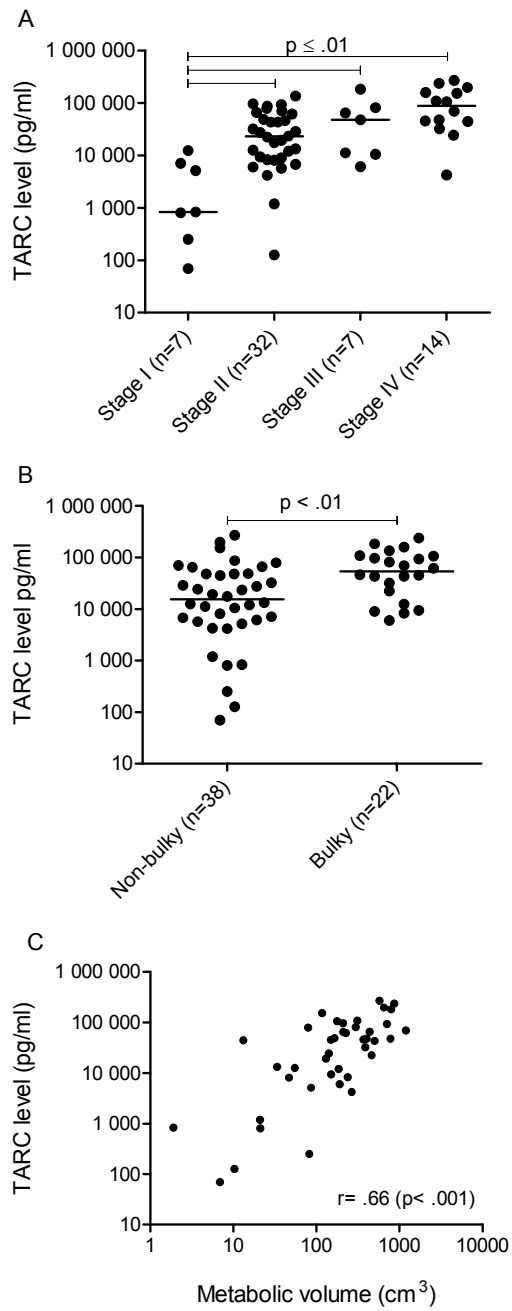 A
p ≤ .01
TARC level (pg/ml)
1 000 000
100 000
10 000
1 000
100
10
Stage I (n=7)
Stage II (n=32)
Stage III (n=7)
Stage IV (n=14)
B
p < .01
TARC level pg/ml
1 000 000
100 000
10 000
1 000
100
10
Non-bulky (n=38)
Bulky (n=22)
C
TARC level (pg/ml)
1 000 000
100 000
10 000
1 000
100
10
r= .66 (p< .001)
1 10 100 1000 10000
Metabolic volume (cm³)